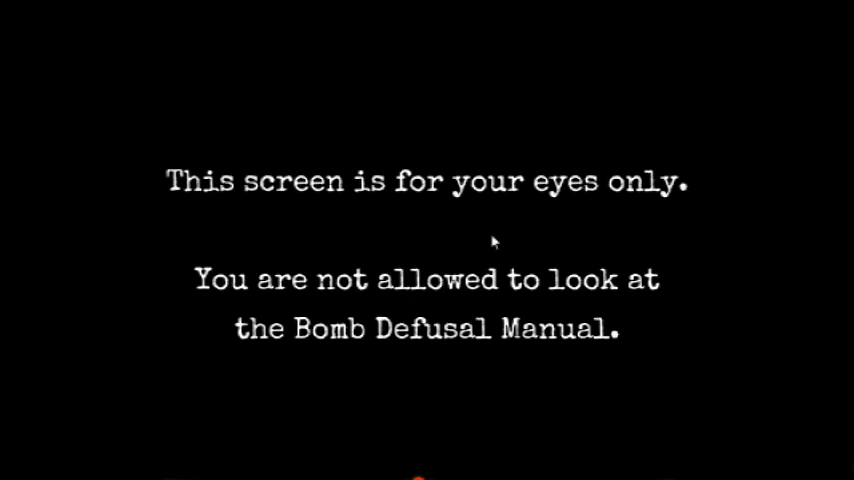 This screen is for your eyes only.
You are not allowed to look at
the Bomb Defusal Manual.